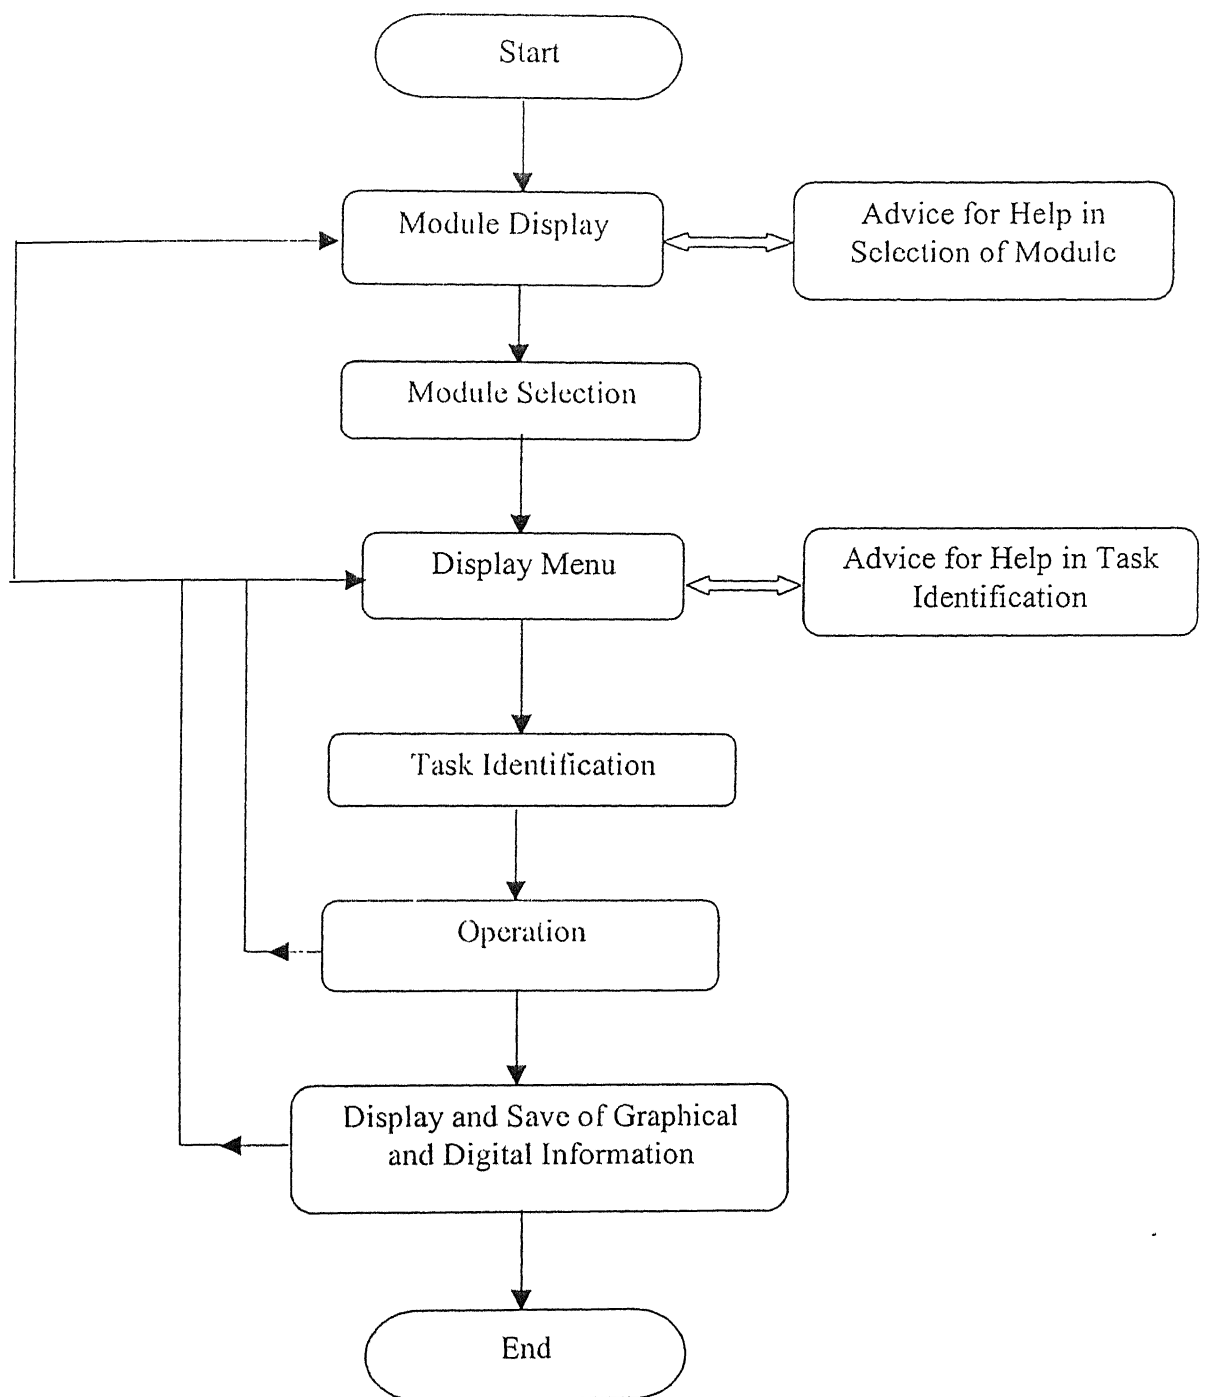 Start
Module Display
Advice for Help in
Selection of Module
Module Selection
Display Menu
Advice for Help in Task
Identification
Task Identification
Operation
Display and Save of Graphical
and Digital Information
End